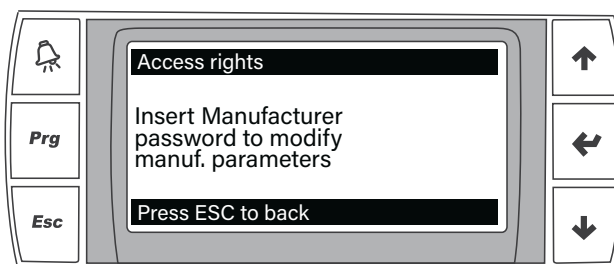 Access rights
Insert Manufacturer
Prg
password to modify
manuf. parameters
Esc
Press ESC to back